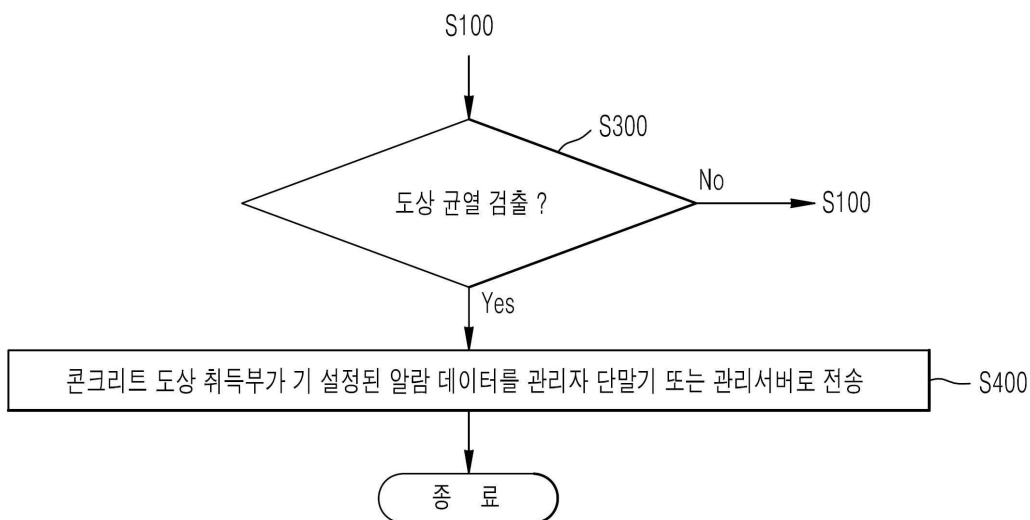 S100
S300
도상 균열 검출 ?
No
S100
Yes
콘크리트 도상 취득부가 기 설정된 알람 데이터를 관리자 단말기 또는 관리서버로 전송
S400
종 료